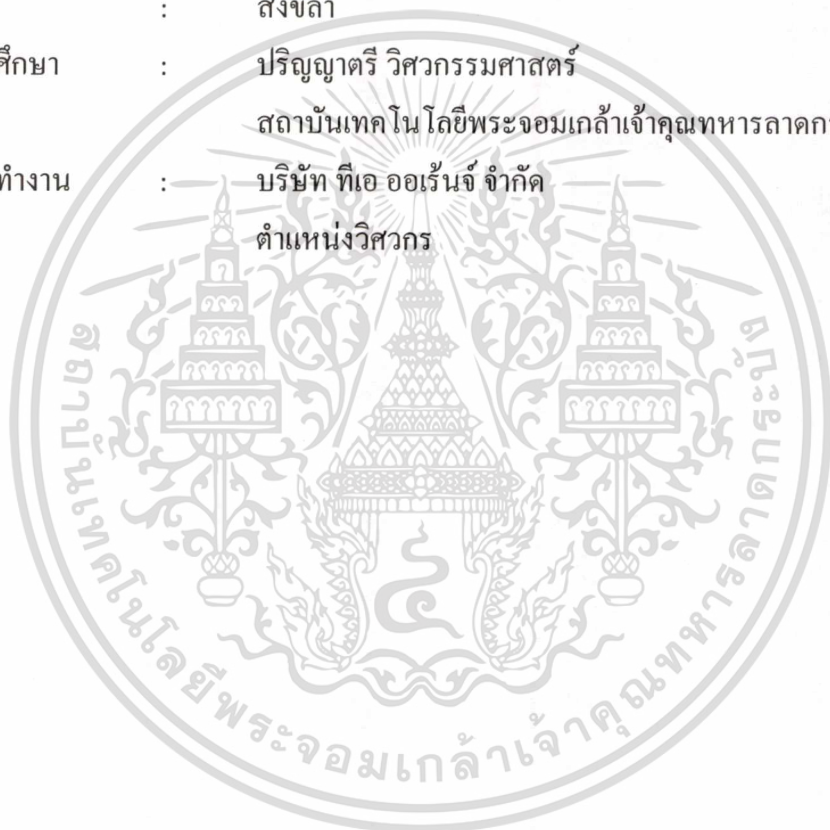 : สงขลา
ศึกษา : ปริญญาตรี วิศวกรรมศาสตร์
สถาบันเทคโนโลยีพระจอมเกล้าเจ้าคุณทหารลาดกร
ทำงาน : บริษัท ทีเอ ออเร้นจ์ จำกัด
ตำแหน่งวิศวกร
สถาบันเทคโนโลยีพระจอมเกล้าเจ้าคุณทหารลาดกระบัง